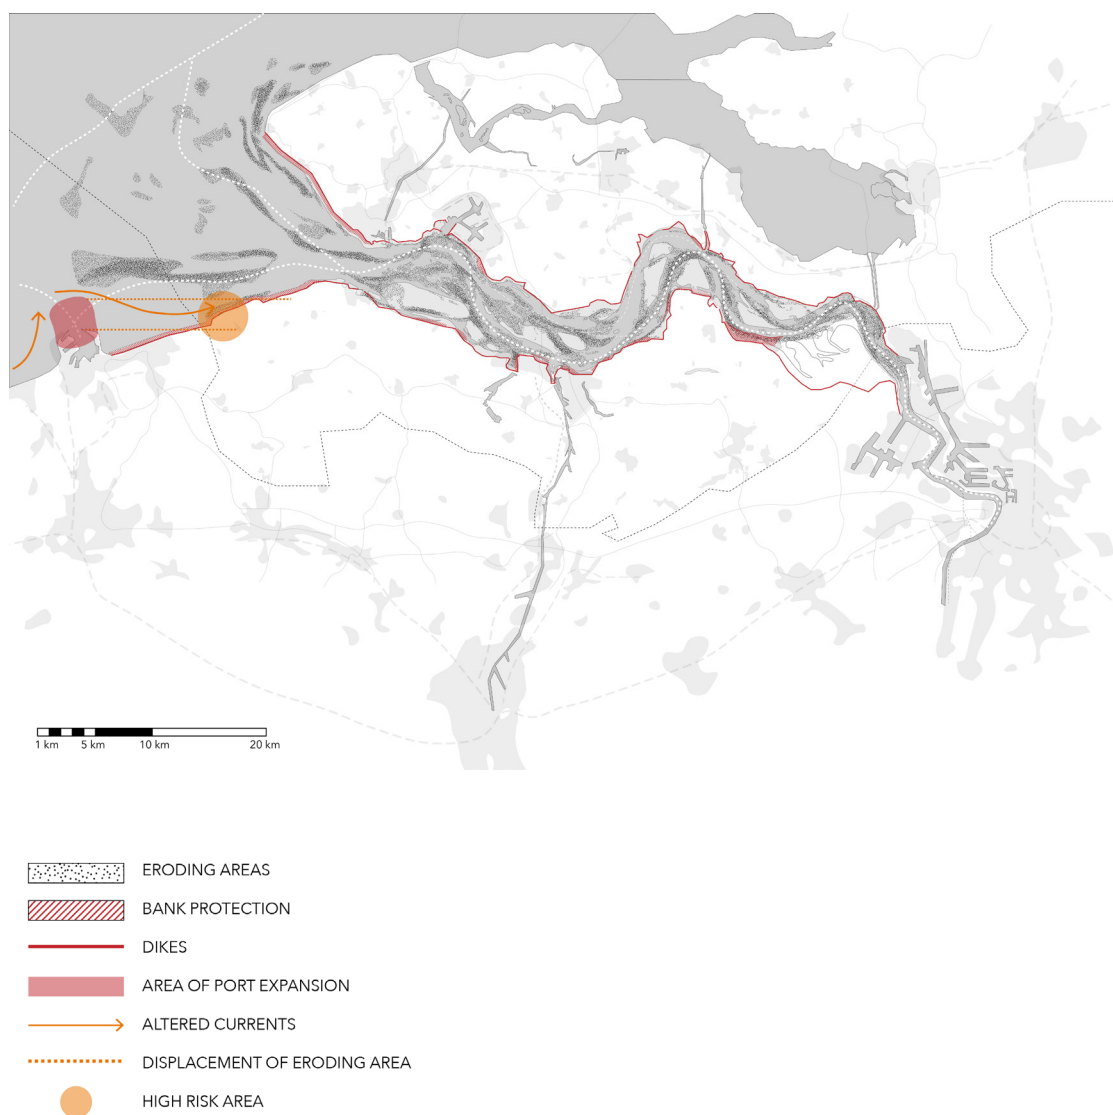 1 km 5 km 10 km 20 km
ERODING AREAS
BANK PROTECTION
DIKES
AREA OF PORT EXPANSION
ALTERED CURRENTS
DISPLACEMENT OF ERODING AREA
HIGH RISK AREA